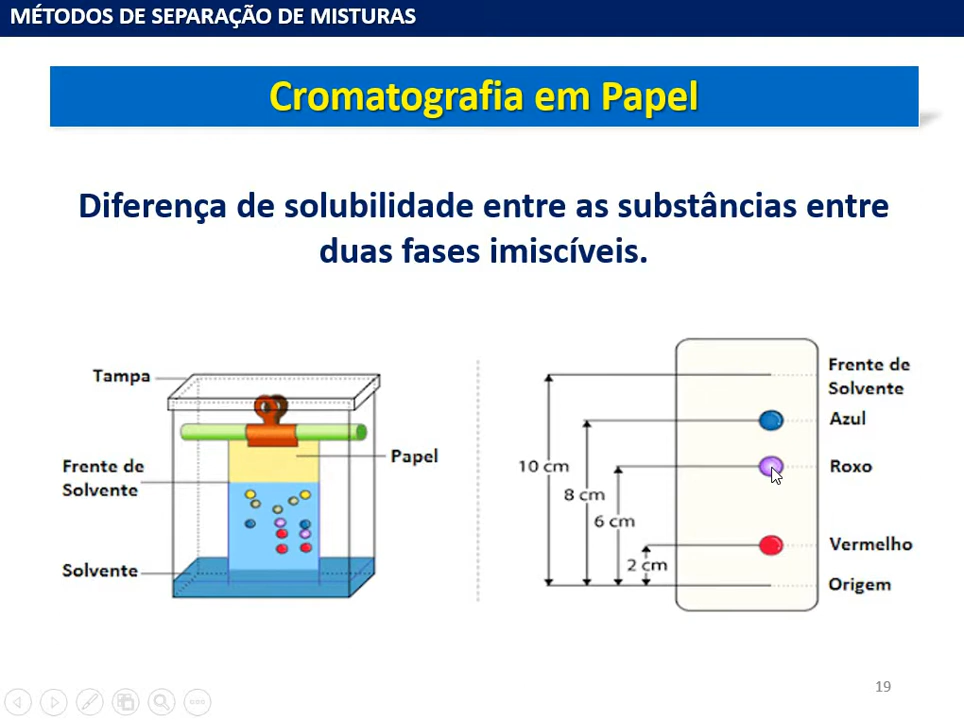 MÉTODOS DE SEPARAÇÃO DE MISTURAS
Cromatografia em Papel
Diferença de solubilidade entre as substâncias entre
duas fases imiscíveis.
Tampa
Papel
Frente de
Solvente
Solvente
Frente de
Solvente
Azul
10 cm
Roxo
8 cm
6 cm
Vermelho
2 cm
Origem
19